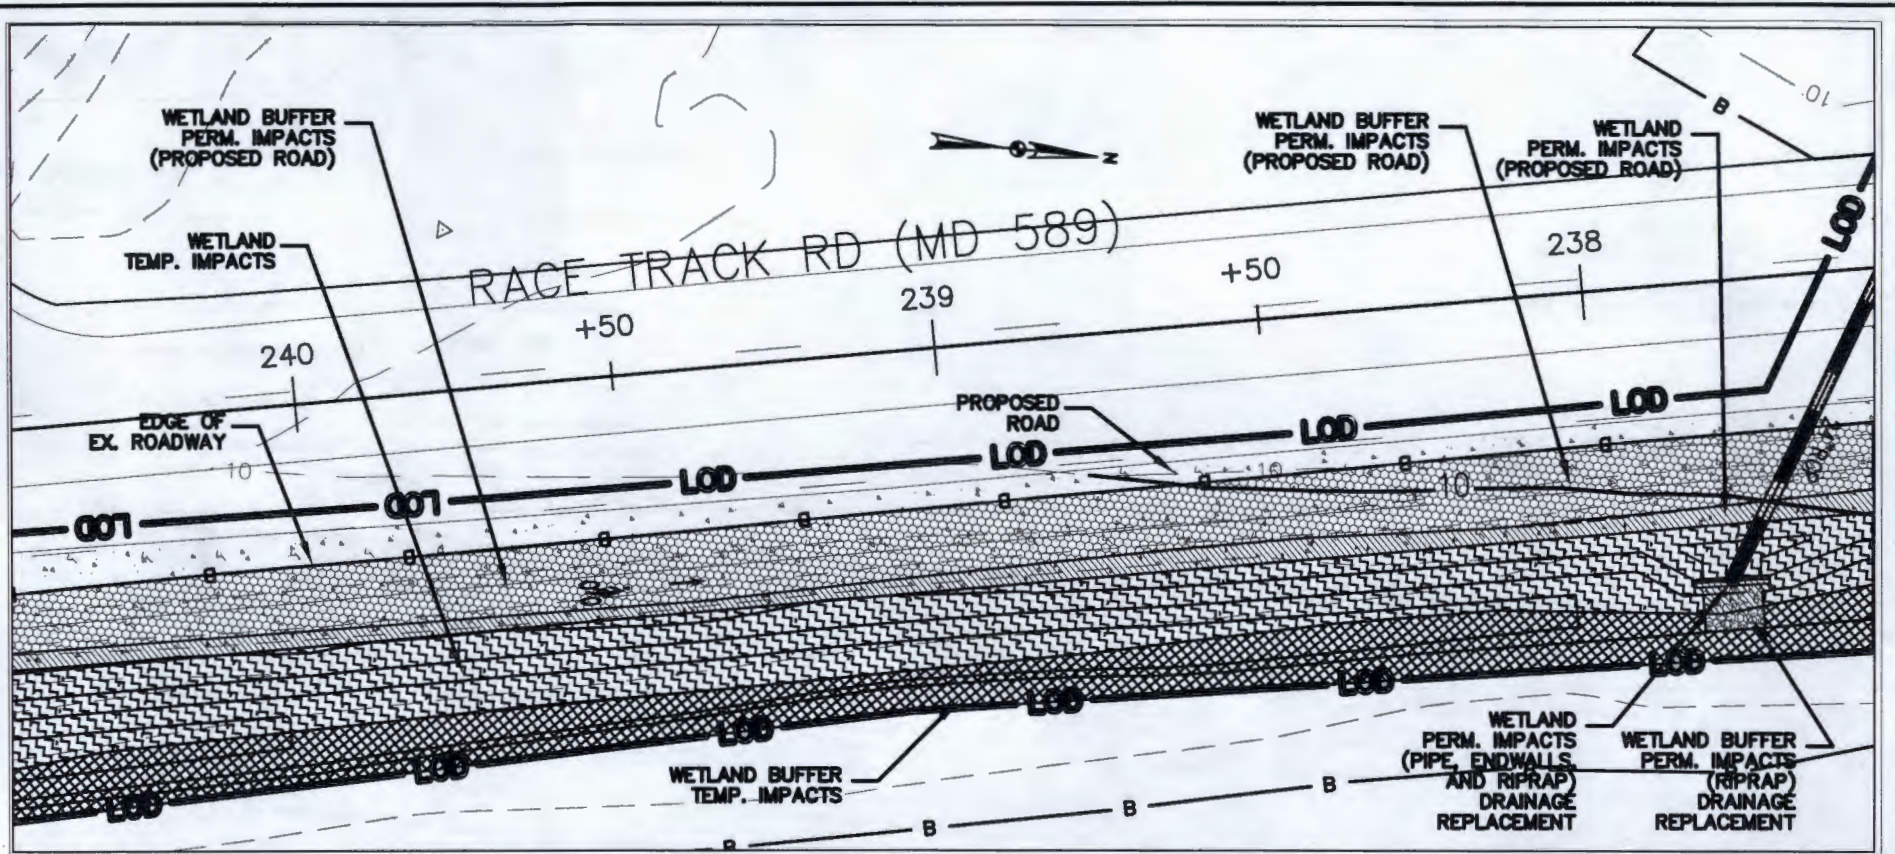 WETLAND BUFFER
PERM. IMPACTS
(PROPOSED ROAD)
WETLAND
TEMP. IMPACTS
N
WETLAND BUFFER
PERM. IMPACTS
(PROPOSED ROAD)
WETLAND
PERM. IMPACTS
(PROPOSED ROAD)
B
10
LOD
RACE TRACK RD (MD 589)
240
+50
239
+50
238
EDGE OF
EX. ROADWAY
10
PROPOSED
ROAD
LOD
LOD
LOD
LOD
LOD
LOD
10
10
B
B
B
B
B
B
B
B
LOD
LOD
LOD
LOD
LOD
LOD
WETLAND BUFFER
TEMP. IMPACTS
WETLAND
PERM. IMPACTS
(PIPE, ENDWALLS,
AND RIPRAP)
DRAINAGE
REPLACEMENT
WETLAND BUFFER
PERM. IMPACTS
(RIPRAP)
DRAINAGE
REPLACEMENT
B
B
B
B